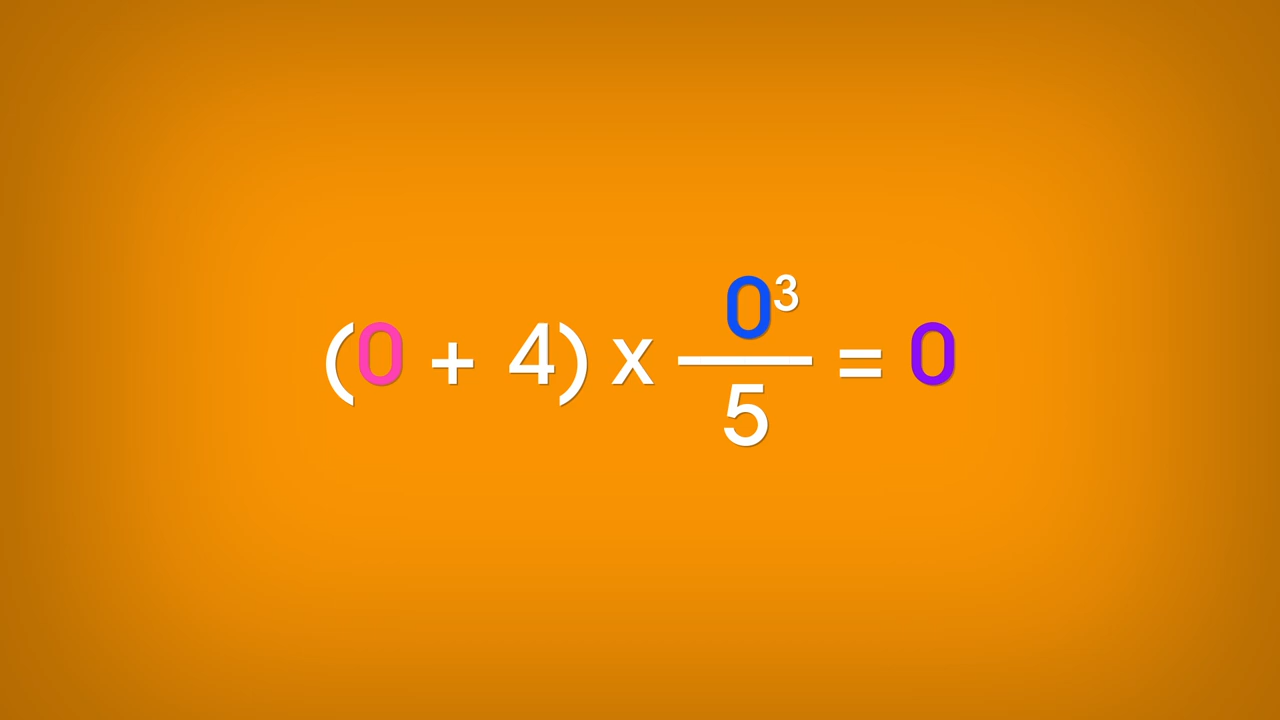 (0 + 4) x 0³/5 = 0